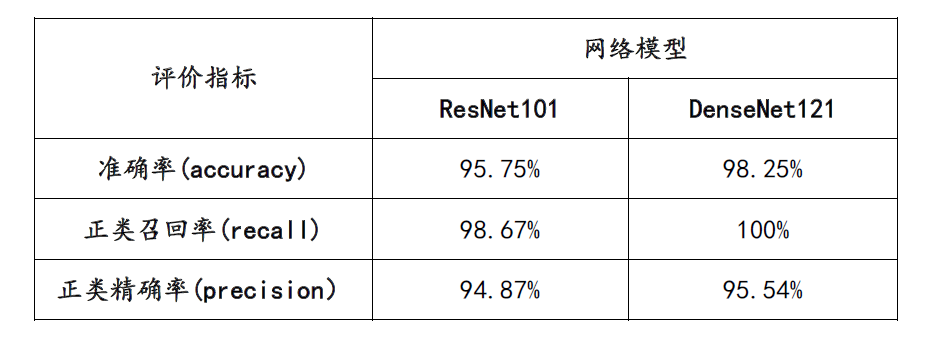 评价指标
网络模型
ResNet101
DenseNet121
准确率(accuracy)
95.75%
98.25%
正类召回率(recall)
98.67%
100%
正类精确率(precision)
94.87%
95.54%